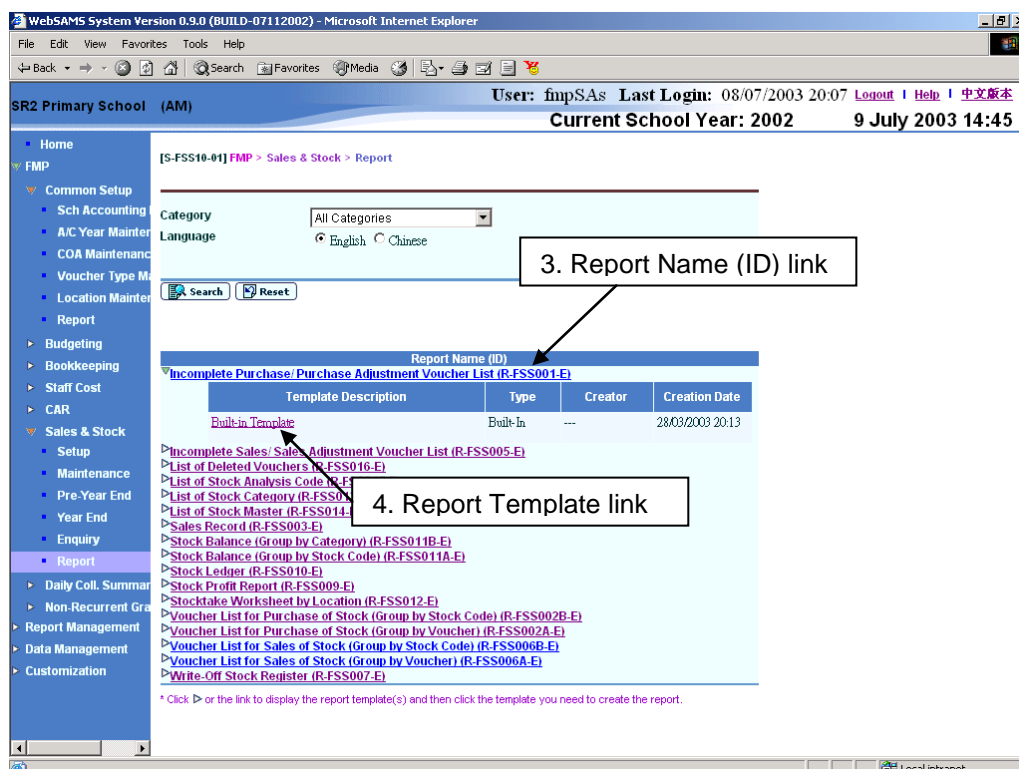 WebSAMS System Version 0.9.0 (BUILD-07112002) - Microsoft Internet Explorer
File Edit View Favorites Tools Help
Back Search Favorites Media
SR2 Primary School (AM)
User: fmpSAs Last Login: 08/07/2003 20:07 Logout | Help | 中文版本
Current School Year: 2002 9 July 2003 14:45
Home
FMP
Common Setup
Sch Accounting
A/C Year Mainter
COA Maintenanc
Voucher Type Ma
Location Mainter
Report
Budgeting
Bookkeeping
Staff Cost
CAR
Sales & Stock
Setup
Maintenance
Pre-Year End
Year End
Enquiry
Report
Daily Coll. Summar
Non-Recurrent Gra
Report Management
Data Management
Customization
[S-FSS10-01] FMP > Sales & Stock > Report
Category All Categories
Language English Chinese
3. Report Name (ID) link
Search Reset
Report Name (ID)
Incomplete Purchase/ Purchase Adjustment Voucher List (R-FSS001-E)
Template Description Type Creator Creation Date
Built-in Template Built-In --- 28/03/2003 20:13
Incomplete Sales/ Sales Adjustment Voucher List (R-FSS005-E)
List of Deleted Vouchers (R-FSS016-E)
List of Stock Analysis Code
List of Stock Category
List of Stock Master (R-FSS014-
4. Report Template link
Sales Record (R-FSS003-E)
Stock Balance (Group by Category) (R-FSS011B-E)
Stock Balance (Group by Stock Code) (R-FSS011A-E)
Stock Ledger (R-FSS010-E)
Stock Profit Report (R-FSS009-E)
Stocktake Worksheet by Location (R-FSS012-E)
Voucher List for Purchase of Stock (Group by Stock Code) (R-FSS002B-E)
Voucher List for Purchase of Stock (Group by Voucher) (R-FSS002A-E)
Voucher List for Sales of Stock (Group by Stock Code) (R-FSS006B-E)
Voucher List for Sales of Stock (Group by Voucher) (R-FSS006A-E)
Write-Off Stock Register (R-FSS007-E)
* Click ▷ or the link to display the report template(s) and then click the template you need to create the report.